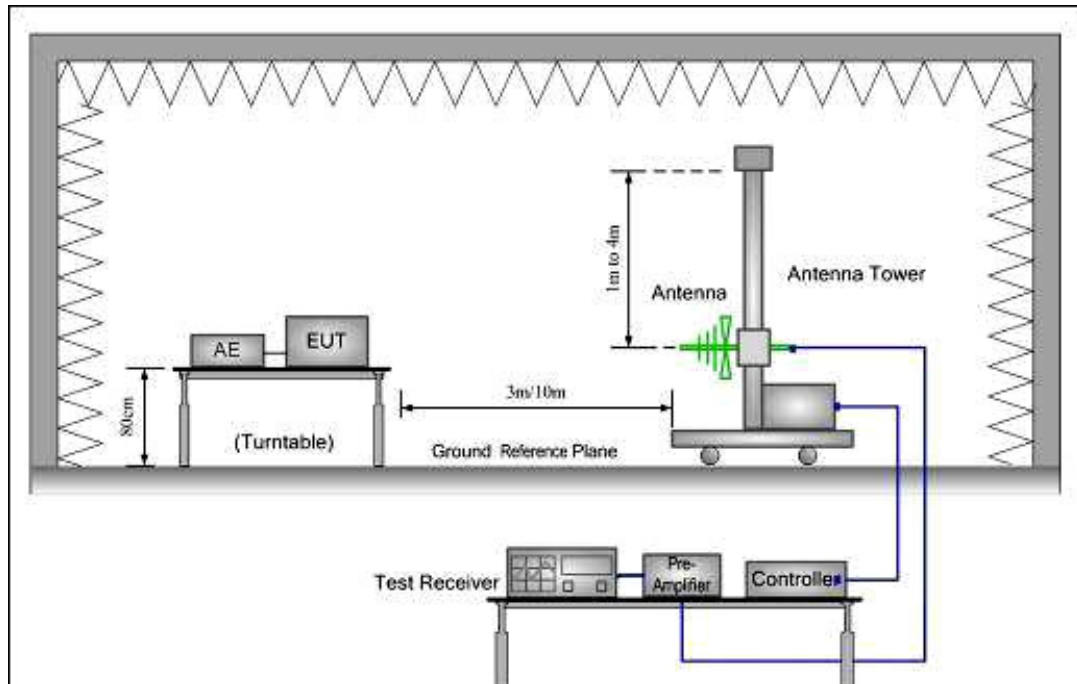 1m to 4m
Antenna Tower
Antenna
AE
EUT
80cm
3m/10m
(Turntable)
Ground Reference Plane
Test Receiver
Pre-
Amplifier
Controller